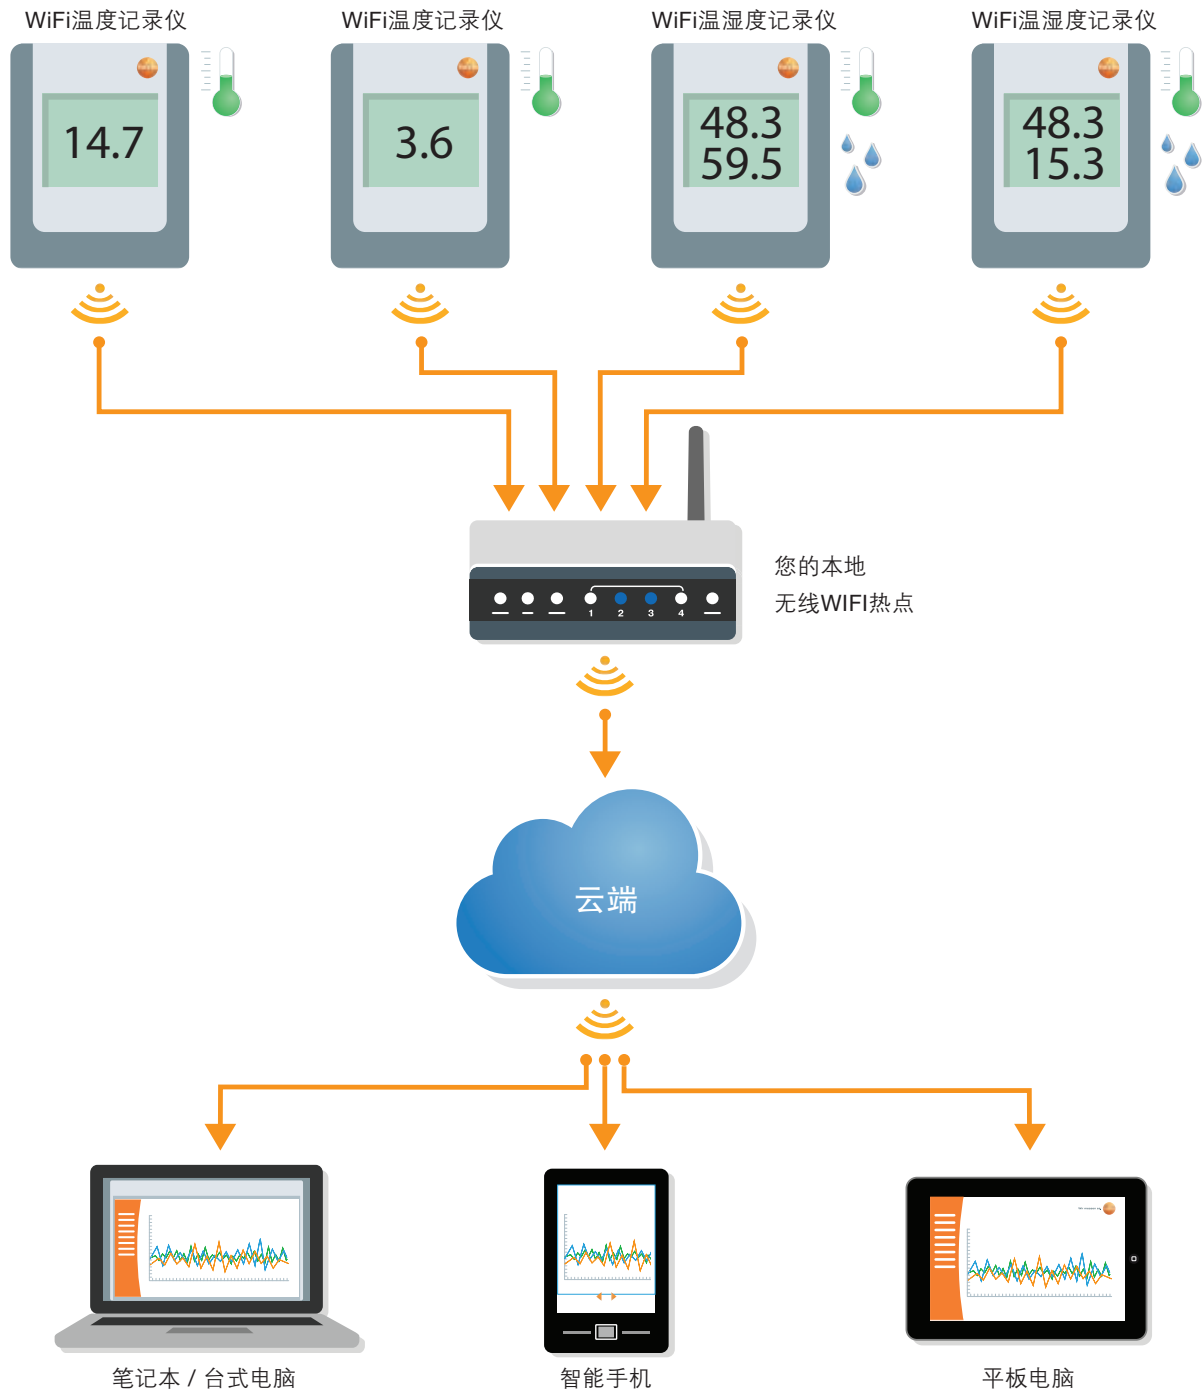 WiFi温度记录仪
WiFi温度记录仪
WiFi温湿度记录仪
WiFi温湿度记录仪
14.7
3.6
48.3
59.5
48.3
15.3
您的本地
无线WIFI热点
1 2 3 4
云端
笔记本 / 台式电脑
智能手机
平板电脑